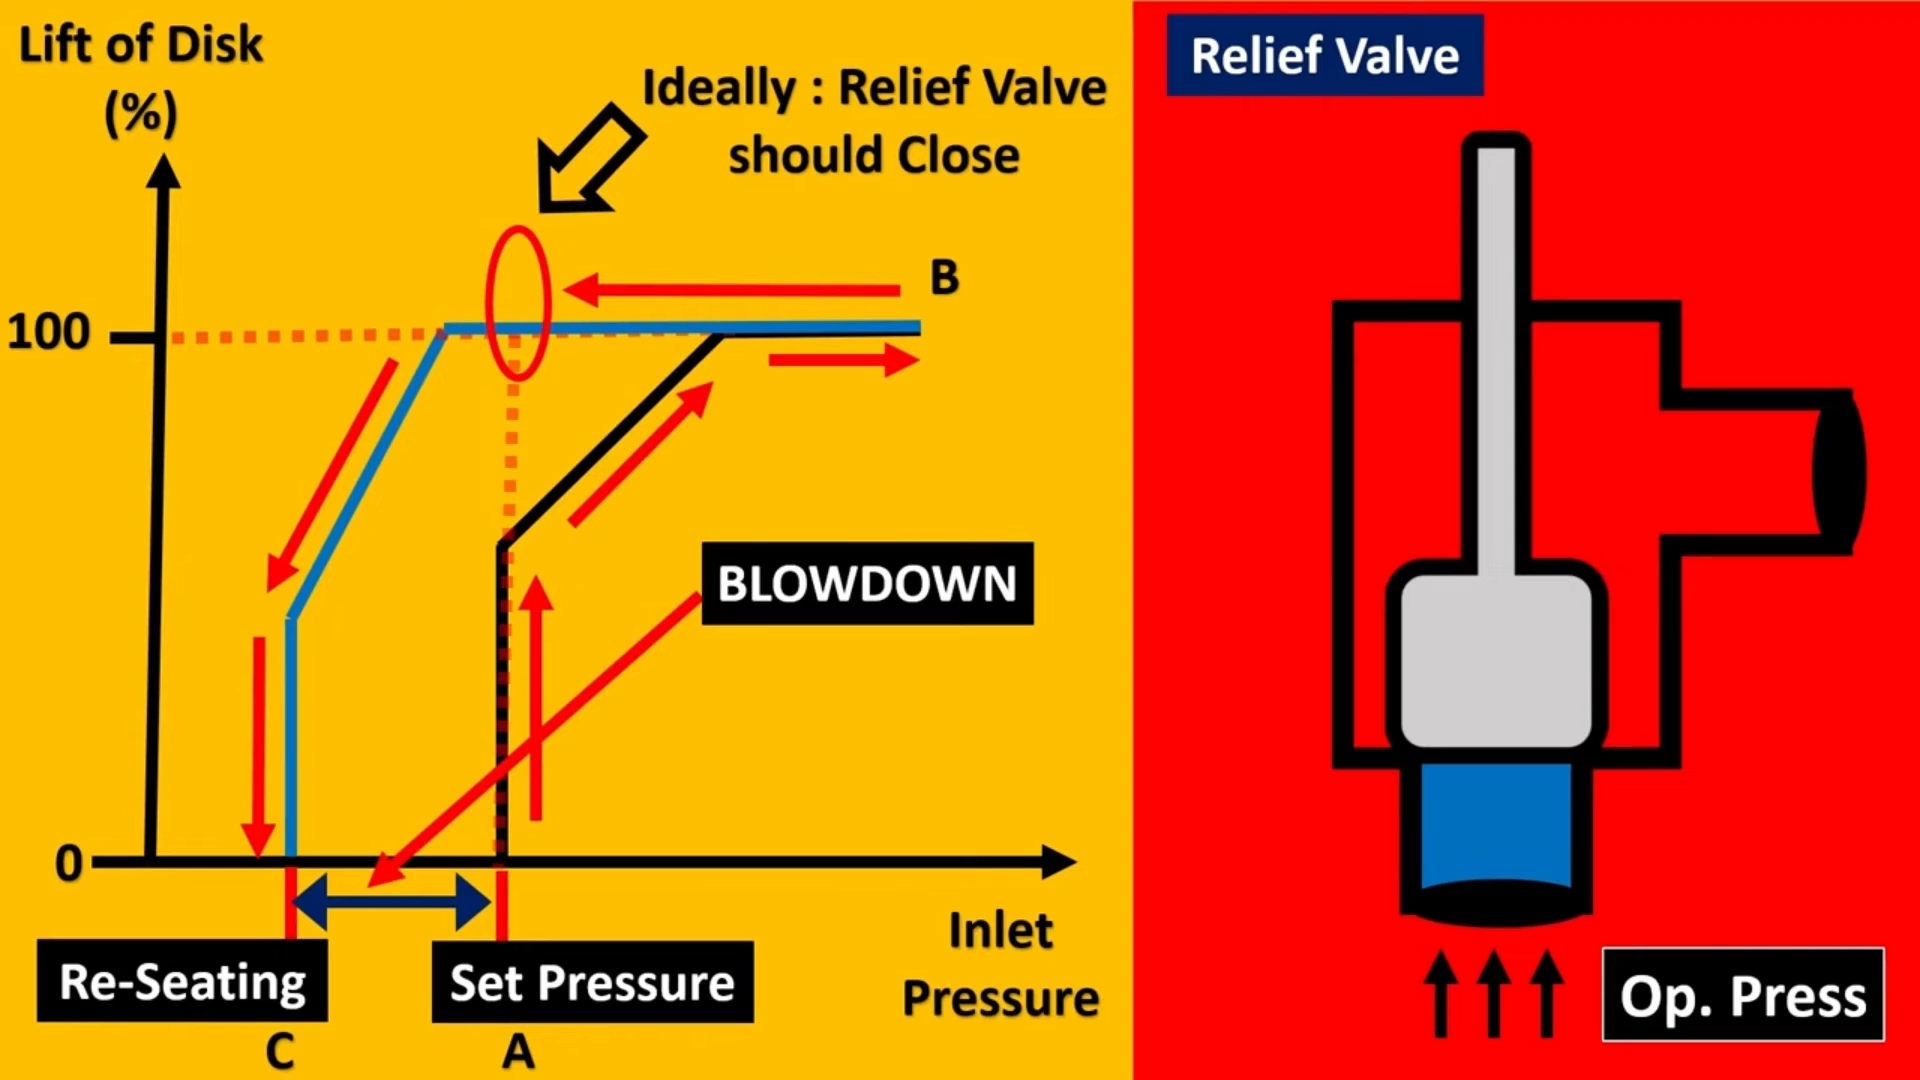 Lift of Disk
(%)
Ideally : Relief Valve
should Close
B
100
BLOWDOWN
0
Inlet
Pressure
Re-Seating
Set Pressure
C
A
Relief Valve
Op. Press